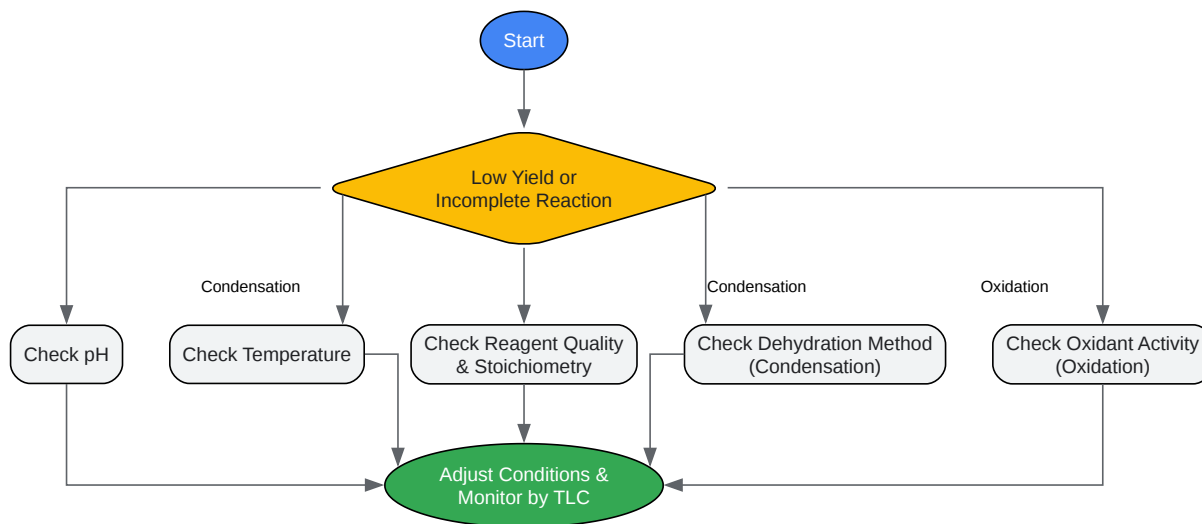 Start
Low Yield or
Incomplete Reaction
Condensation
Condensation
Oxidation
Check pH
Check Temperature
Check Reagent Quality
& Stoichiometry
Check Dehydration Method
(Condensation)
Check Oxidant Activity
(Oxidation)
Adjust Conditions &
Monitor by TLC